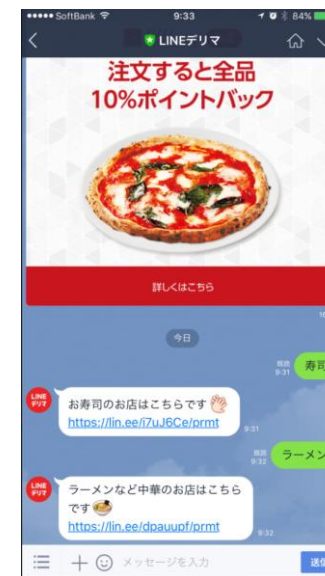 SoftBank 9:33 84%
LINEデリマ
注文すると全品
10%ポイントバック
詳しくはこちら
今日
既読
9:31
寿司
LINE
デリマ
お寿司のお店はこちらです
https://lin.ee/i7uJ6Ce/prmt
9:31
既読
9:32
ラーメン
LINE
デリマ
ラーメンなど中華のお店はこちら
です
https://lin.ee/dpauupf/prmt
9:32
メッセージを入力